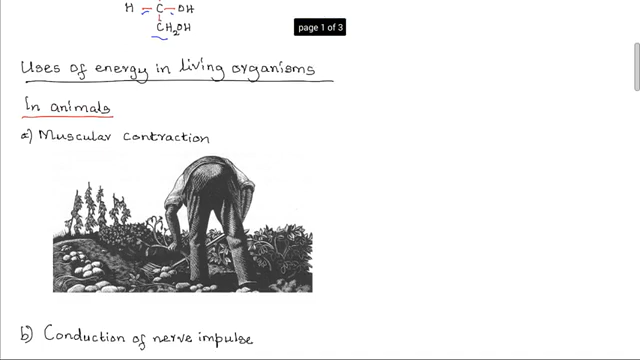 H — C — OH
CH₂OH
page 1 of 3
Uses of energy in living organisms
In animals
a) Muscular contraction
b) Conduction of nerve impulse